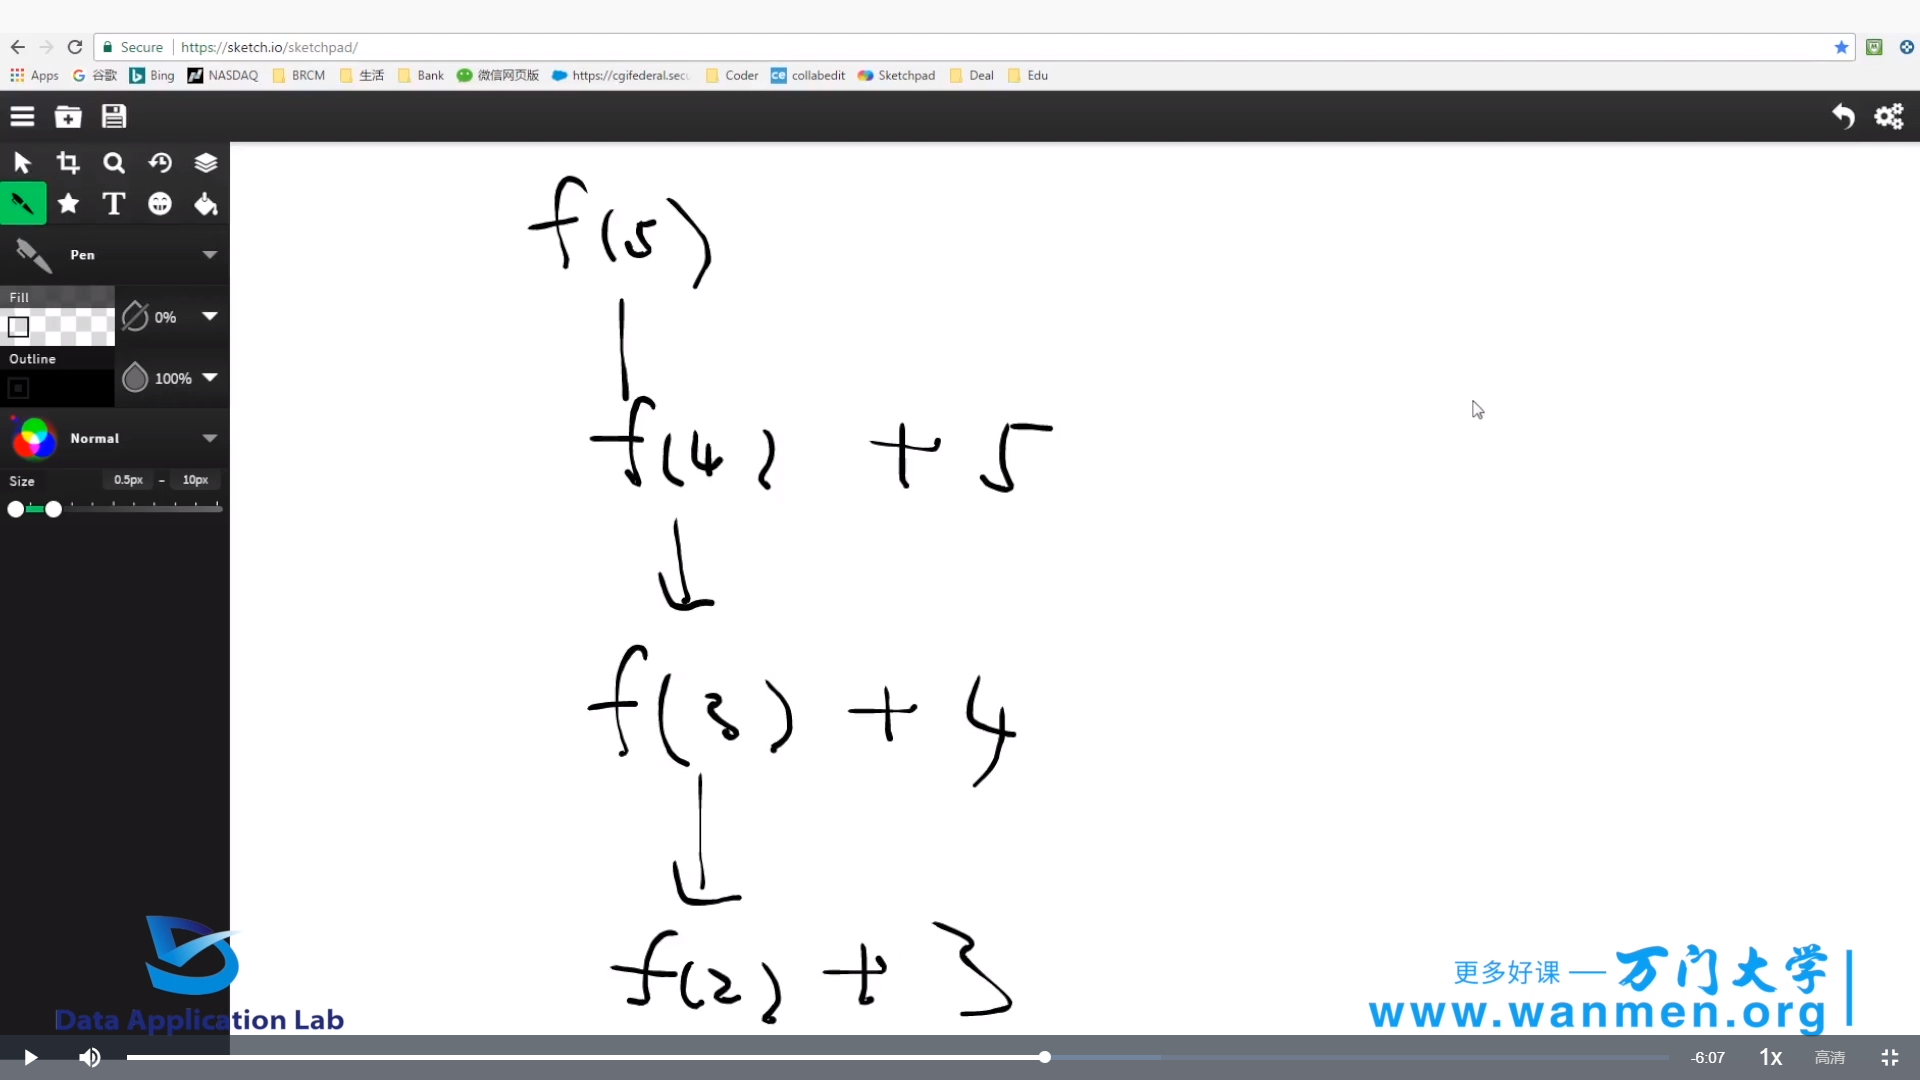 Secure https://sketch.io/sketchpad/
Apps 谷歌 Bing NASDAQ BRCM 生活 Bank 微信网页版 https://cgifederal.secu Coder collabedit Sketchpad Deal Edu
T
Pen
Fill
0%
Outline
100%
Normal
Size 0.5px - 10px
f(5)
f(4) + 5
f(3) + 4
f(2) + 3
Data Application Lab
更多好课 — 万门大学
www.wanmen.org
-6:07 1x 高清